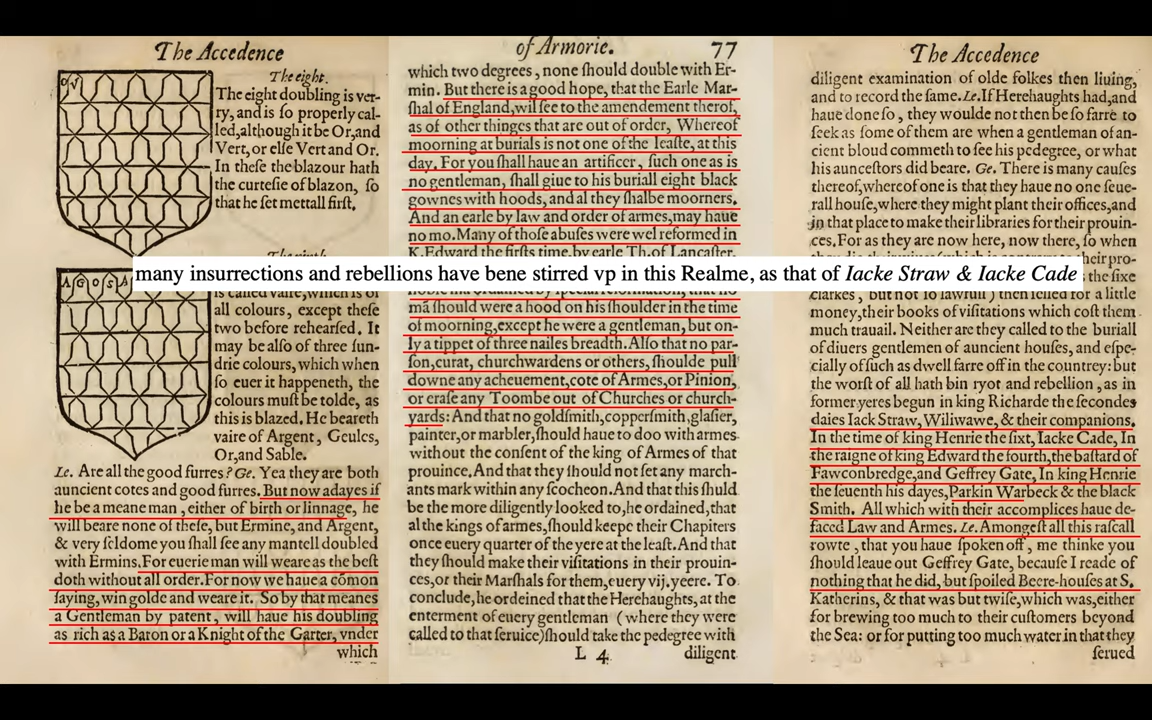 The Accedence
O V
The eight.
The eight doubling is ver-
ry, and is so properly cal-
led, although it be Or, and
Vert, or else Vert and Or.
In these the blazour hath
the curtesie of blazon, so
that he set mettall first.
A G O S A
is called vaire, which is of
all colours, except these
two before rehearsed. It
may be also of three sun-
drie colours, which when
so euer it happeneth, the
colours must be tolde, as
this is blazed. He beareth
vaire of Argent, Geules,
Or, and Sable.
Le. Are all the good furres? Ge. Yea they are both
auncient cotes and good furres. But now adayes if
he be a meane man, either of birth or linnage, he
will beare none of these, but Ermine, and Argent,
& very seldome you shall see any mantell doubled
with Ermins. For euerie man will weare as the best
doth without all order. For now we haue a cōmon
saying, win golde and weare it. So by that meanes
a Gentleman by patent, will haue his doubling
as rich as a Baron or a Knight of the Garter, vnder
which
of Armorie. 77
which two degrees, none should double with Er-
min. But there is a good hope, that the Earle Mar-
shal of England, wil see to the amendement therof,
as of other thinges that are out of order, Whereof
moorning at burials is not one of the leaste, at this
day. For you shall haue an artificer, such one as is
no gentleman, shall giue to his buriall eight black
gownes with hoods, and al they shalbe moorners.
And an earle by law and order of armes, may haue
no mo. Many of those abuses were wel reformed in
K. Edward the firsts time, by earle Th. of Lancaster,
many insurrections and rebellions have bene stirred vp in this Realme, as that of Iacke Straw & Iacke Cade
mā should were a hood on his shoulder in the time
of moorning, except he were a gentleman, but on-
ly a tippet of three nailes breadth. Also that no par-
son, curat, churchwardens or others, shoulde pull
downe any acheuement, cote of Armes, or Pinion,
or erase any Toombe out of Churches or church-
yards: And that no goldsmith, coppersmith, glasier,
painter, or marbler, should haue to doo with armes
without the consent of the king of Armes of that
prouince. And that they should not set any march-
ants mark within any scocheon. And that this shuld
be the more diligently looked to, he ordained, that
al the kings of armes, should keepe their Chapiters
once euery quarter of the yere at the least. And that
they should make their visitations in their prouin-
ces, or their Marshals for them, euery vij. yeere. To
conclude, he ordeined that the Herehaughts, at the
enterment of euery gentleman (where they were
called to that seruice) should take the pedegree with
L 4. diligent
The Accedence
diligent examination of olde folkes then liuing,
and to record the same. Le. If Herehaughts had, and
haue done so, they woulde not then be so farre to
seek as some of them are when a gentleman of an-
cient bloud commeth to see his pedegree, or what
his auncestors did beare. Ge. There is many causes
thereof, whereof one is that they haue no one seue-
rall house, where they might plant their offices, and
in that place to make their libraries for their prouin-
ces. For as they are now here, now there, so when
their pro-
the sixe
clarkes, but not so lawfull) then selled for a little
money, their books of visitations which cost them
much trauail. Neither are they called to the buriall
of diuers gentlemen of auncient houses, and espe-
cially of such as dwell farre off in the countrey: but
the worst of all hath bin ryot and rebellion, as in
former yeres begun in king Richarde the secondes
daies Iack Straw, Wiliwawe, & their companions.
In the time of king Henrie the sixt, Iacke Cade, In
the raigne of king Edward the fourth, the bastard of
Fawconbredge, and Geffrey Gate, In king Henrie
the seuenth his dayes, Parkin Warbeck & the black
Smith. All which with their accomplices haue de-
faced Law and Armes. Le. Amongest all this rascall
rowte, that you haue spoken off, me thinke you
should leaue out Geffrey Gate, because I reade of
nothing that he did, but spoiled Beere-houses at S.
Katherins, & that was but twise, which was, either
for brewing too much to their customers beyond
the Sea: or for putting too much water in that they
serued